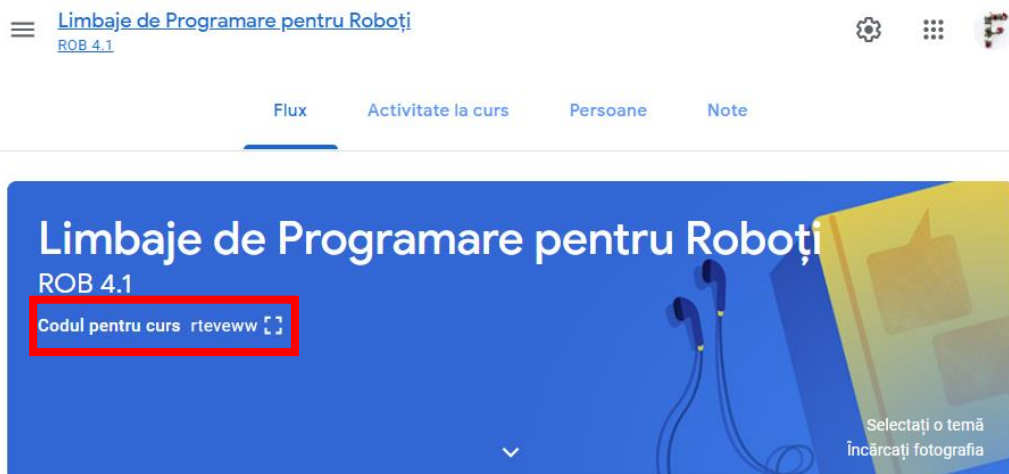 Limbaje de Programare pentru Roboți
ROB 4.1
Flux Activitate la curs Persoane Note
Limbaje de Programare pentru Roboți
ROB 4.1
Codul pentru curs rteveww
Selectați o temă
Încărcați fotografia